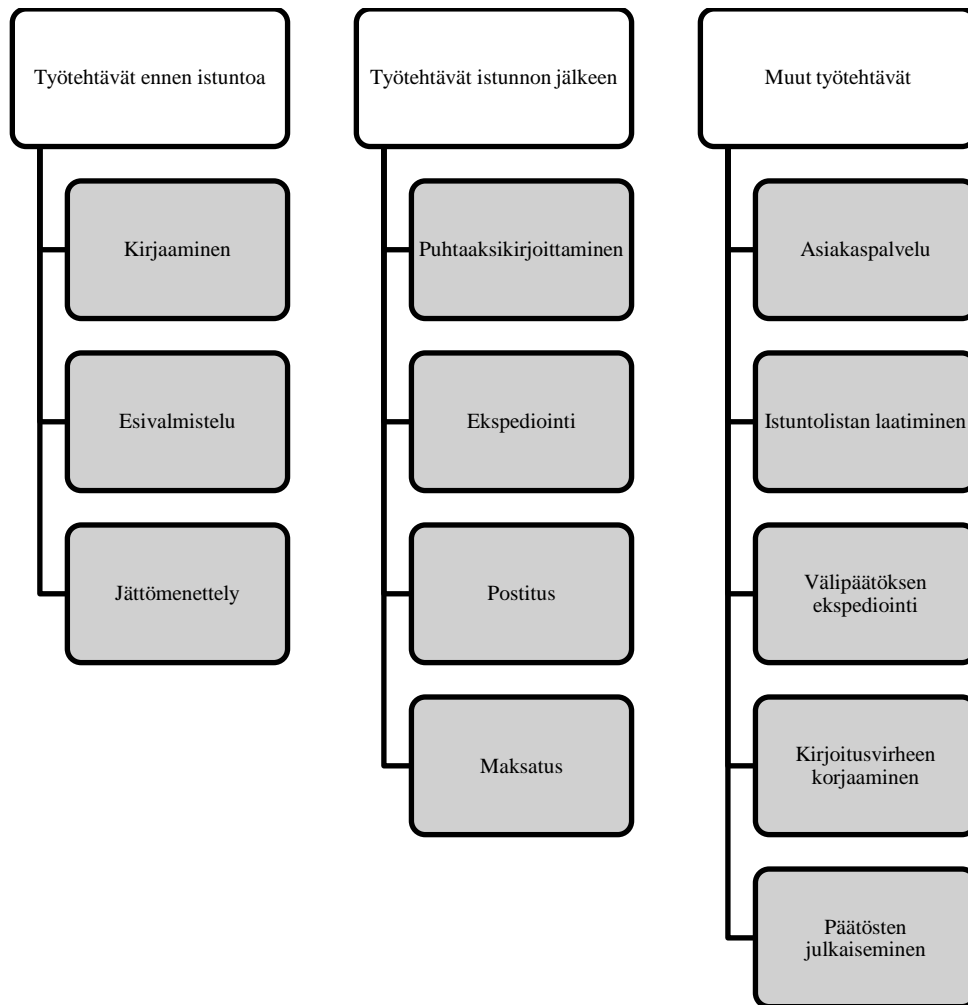 Työtehtävät ennen istuntoa
Kirjaaminen
Esivalmistelu
Jättömenettely
Työtehtävät istunnon jälkeen
Puhtaaksikirjoittaminen
Ekspediointi
Postitus
Maksatus
Muut työtehtävät
Asiakaspalvelu
Istuntolistan laatiminen
Välipäätöksen
ekspediointi
Kirjoitusvirheen
korjaaminen
Päätösten
julkaiseminen